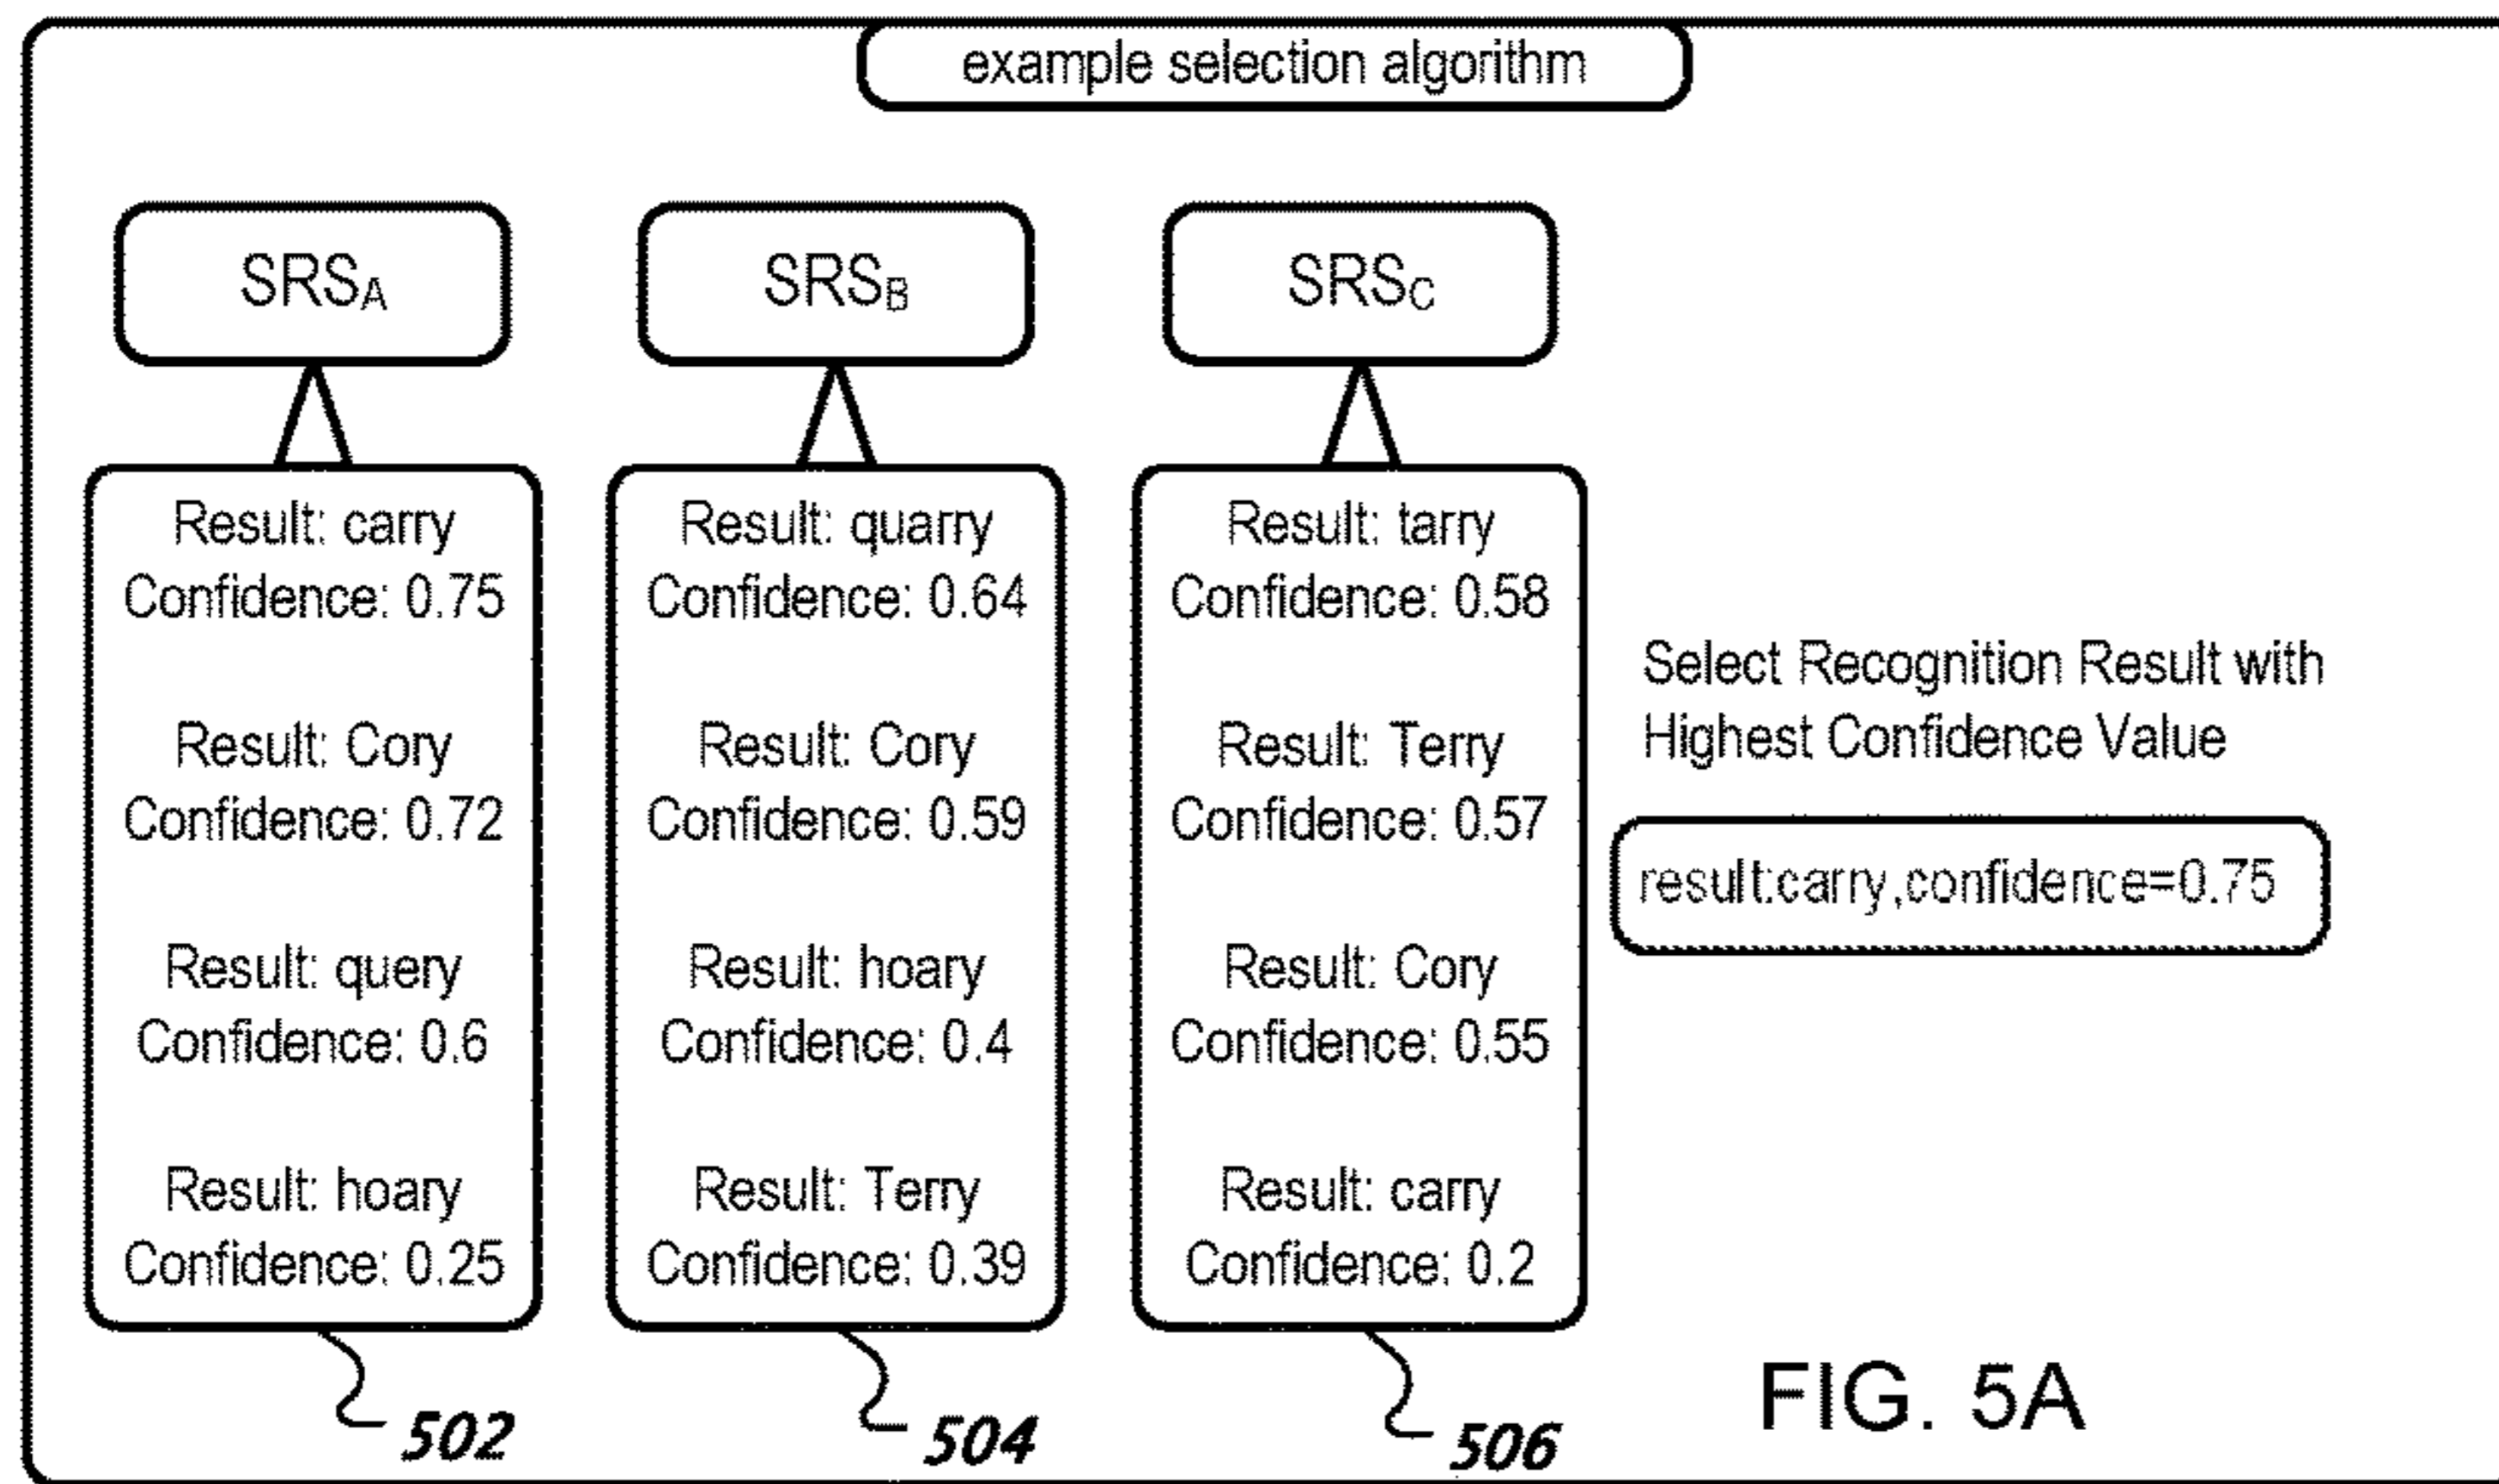 example selection algorithm
SRSA
Result: carry
Confidence: 0.75
Result: Cory
Confidence: 0.72
Result: query
Confidence: 0.6
Result: hoary
Confidence: 0.25
502
SRSB
Result: quarry
Confidence: 0.64
Result: Cory
Confidence: 0.59
Result: hoary
Confidence: 0.4
Result: Terry
Confidence: 0.39
504
SRSC
Result: tarry
Confidence: 0.58
Result: Terry
Confidence: 0.57
Result: Cory
Confidence: 0.55
Result: carry
Confidence: 0.2
506
Select Recognition Result with
Highest Confidence Value
result:carry,confidence=0.75
FIG. 5A